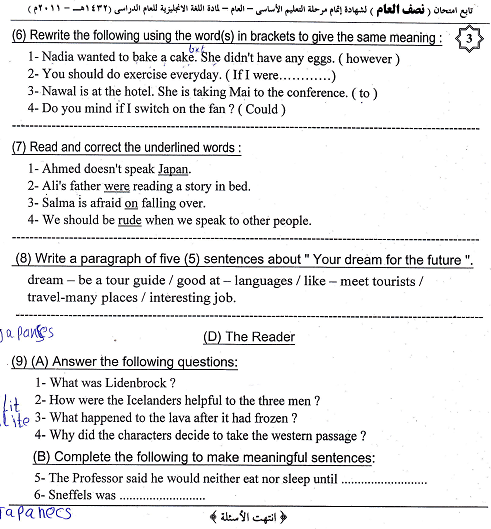 تابع امتحان ( نصف العام ) لشهادة إتمام مرحلة التعليم الأساسى – العام – لمادة اللغة الانجليزية للعام الدراسى (١٤٣٢هـ – ٢٠١١م)
(6) Rewrite the following using the word(s) in brackets to give the same meaning :
3
but
1- Nadia wanted to bake a cake. She didn't have any eggs. ( however )
2- You should do exercise everyday. ( If I were…………)
3- Nawal is at the hotel. She is taking Mai to the conference. ( to )
4- Do you mind if I switch on the fan ? ( Could )
(7) Read and correct the underlined words :
1- Ahmed doesn't speak Japan.
2- Ali's father were reading a story in bed.
3- Salma is afraid on falling over.
4- We should be rude when we speak to other people.
(8) Write a paragraph of five (5) sentences about " Your dream for the future ".
dream – be a tour guide / good at – languages / like – meet tourists /
travel-many places / interesting job.
(D) The Reader
(9) (A) Answer the following questions:
1- What was Lidenbrock ?
2- How were the Icelanders helpful to the three men ?
3- What happened to the lava after it had frozen ?
4- Why did the characters decide to take the western passage ?
(B) Complete the following to make meaningful sentences:
5- The Professor said he would neither eat nor sleep until ..........................
6- Sneffels was ..........................
Japanecs
﴿ انتهت الأسئلة ﴾